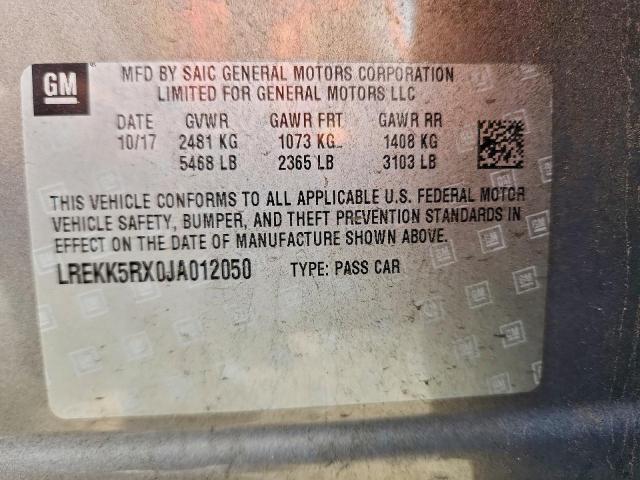 GM
MFD BY SAIC GENERAL MOTORS CORPORATION
LIMITED FOR GENERAL MOTORS LLC
DATE GVWR GAWR FRT GAWR RR
10/17 2481 KG 1073 KG 1408 KG
5468 LB 2365 LB 3103 LB
THIS VEHICLE CONFORMS TO ALL APPLICABLE U.S. FEDERAL MOTOR
VEHICLE SAFETY, BUMPER, AND THEFT PREVENTION STANDARDS IN
EFFECT ON THE DATE OF MANUFACTURE SHOWN ABOVE.
LREKK5RX0JA012050 TYPE: PASS CAR